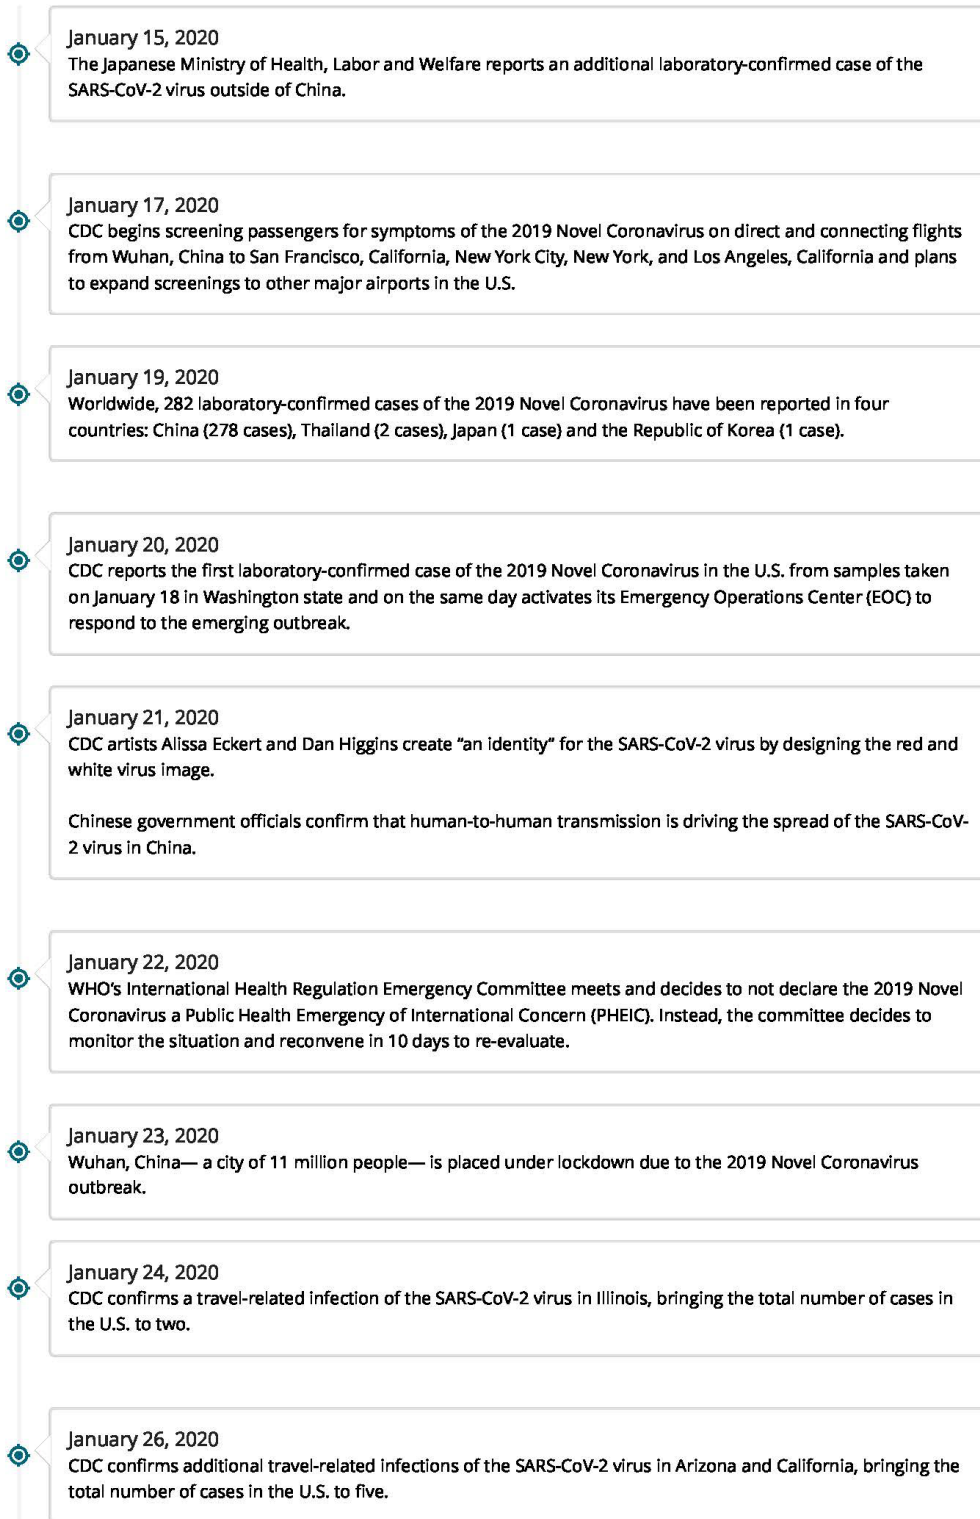 January 15, 2020
The Japanese Ministry of Health, Labor and Welfare reports an additional laboratory-confirmed case of the
SARS-CoV-2 virus outside of China.
January 17, 2020
CDC begins screening passengers for symptoms of the 2019 Novel Coronavirus on direct and connecting flights
from Wuhan, China to San Francisco, California, New York City, New York, and Los Angeles, California and plans
to expand screenings to other major airports in the U.S.
January 19, 2020
Worldwide, 282 laboratory-confirmed cases of the 2019 Novel Coronavirus have been reported in four
countries: China (278 cases), Thailand (2 cases), Japan (1 case) and the Republic of Korea (1 case).
January 20, 2020
CDC reports the first laboratory-confirmed case of the 2019 Novel Coronavirus in the U.S. from samples taken
on January 18 in Washington state and on the same day activates its Emergency Operations Center (EOC) to
respond to the emerging outbreak.
January 21, 2020
CDC artists Alissa Eckert and Dan Higgins create “an identity” for the SARS-CoV-2 virus by designing the red and
white virus image.
Chinese government officials confirm that human-to-human transmission is driving the spread of the SARS-CoV-
2 virus in China.
January 22, 2020
WHO’s International Health Regulation Emergency Committee meets and decides to not declare the 2019 Novel
Coronavirus a Public Health Emergency of International Concern (PHEIC). Instead, the committee decides to
monitor the situation and reconvene in 10 days to re-evaluate.
January 23, 2020
Wuhan, China— a city of 11 million people— is placed under lockdown due to the 2019 Novel Coronavirus
outbreak.
January 24, 2020
CDC confirms a travel-related infection of the SARS-CoV-2 virus in Illinois, bringing the total number of cases in
the U.S. to two.
January 26, 2020
CDC confirms additional travel-related infections of the SARS-CoV-2 virus in Arizona and California, bringing the
total number of cases in the U.S. to five.